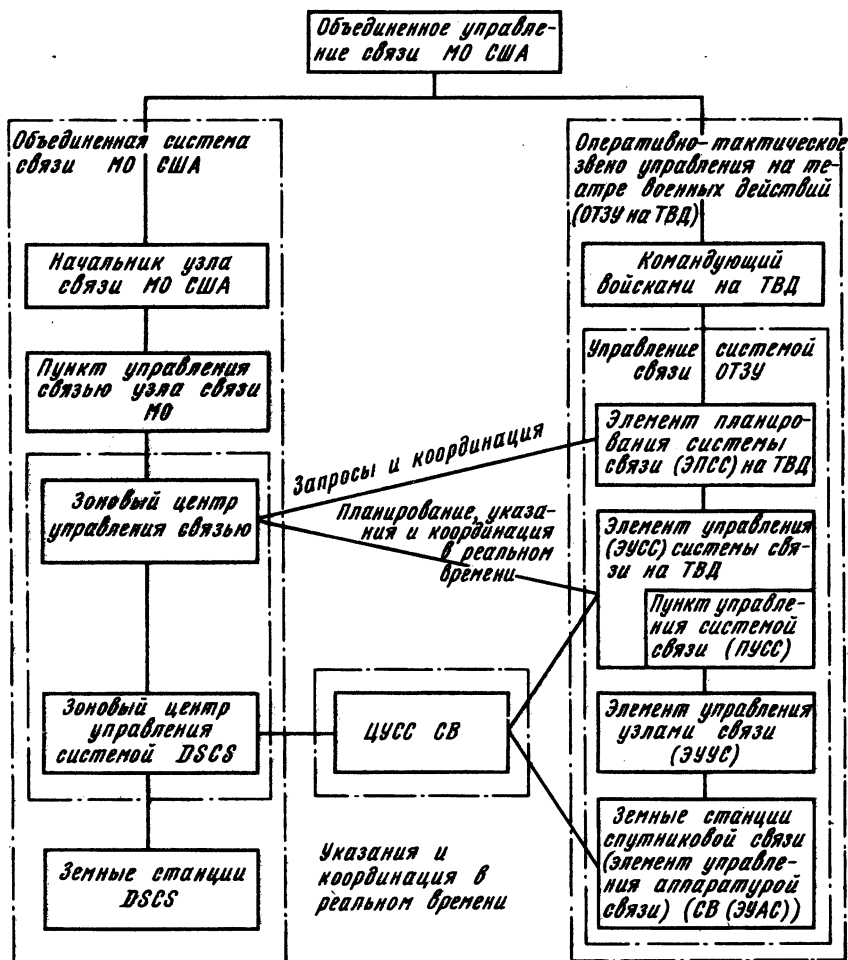 Объединенное управле-
ние связи МО США
Объединенная система
связи МО США
Начальник узла
связи МО США
Пункт управления
связью узла связи
МО
Зоновый центр
управления связью
Зоновый центр
управления
системой DSCS
Земные станции
DSCS
Запросы и координация
Планирование, указа-
ния и координация
в реальном
времени
ЦУСС СВ
Указания и
координация в
реальном времени
Оперативно-тактическое
звено управления на те-
атре военных действий
(ОТЗУ на ТВД)
Командующий
войсками на ТВД
Управление системой
связи ОТЗУ
Элемент планиро-
вания системы
связи (ЭПСС) на ТВД
Элемент управления
(ЭУСС) системы свя-
зи на ТВД
Пункт управле-
ния системой
связи (ПУСС)
Элемент управления
узлами связи
(ЭУУС)
Земные станции
спутниковой связи
(элемент управле-
ния аппаратурой
связи) (СВ (ЭУАС))